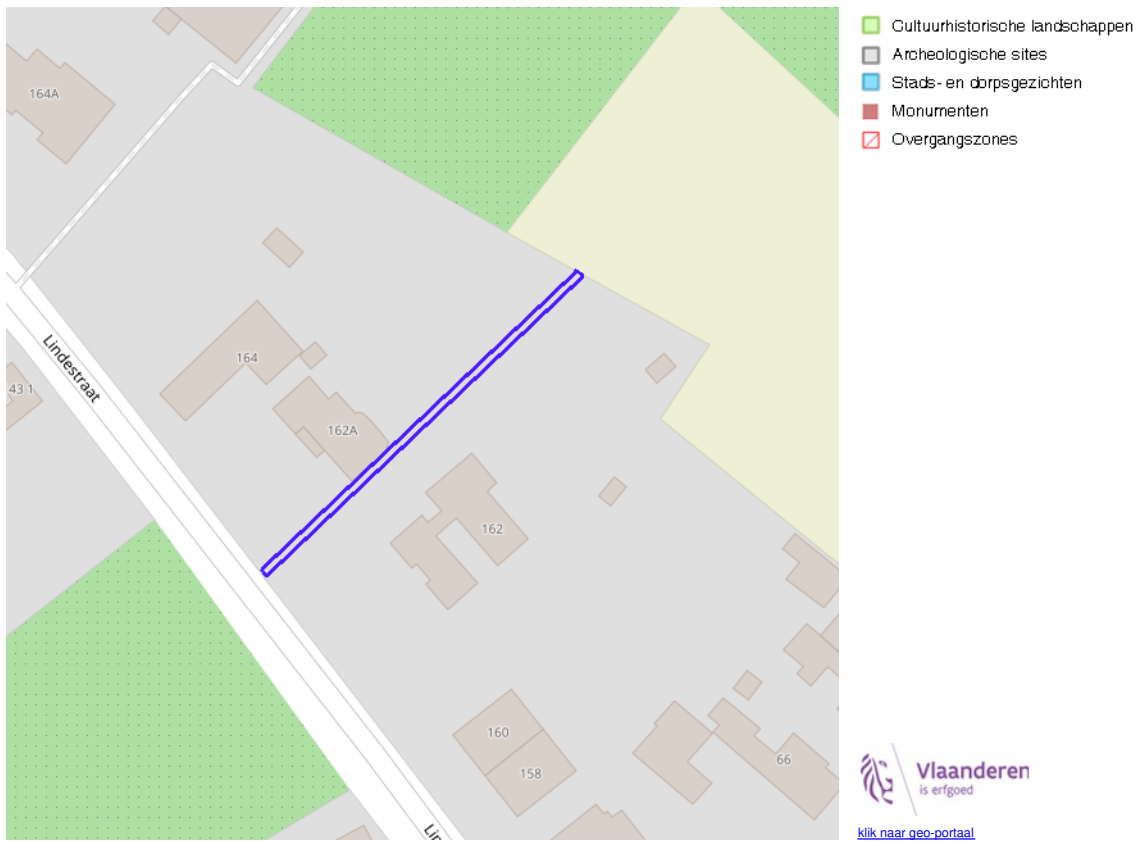 164A
Lindestraat
43 1
164
162A
162
160
158
66
Lin
Cultuurhistorische landschappen
Archeologische sites
Stads- en dorpsgezichten
Monumenten
Overgangszones
Vlaanderen
is erfgoed
klik naar geo-portaal